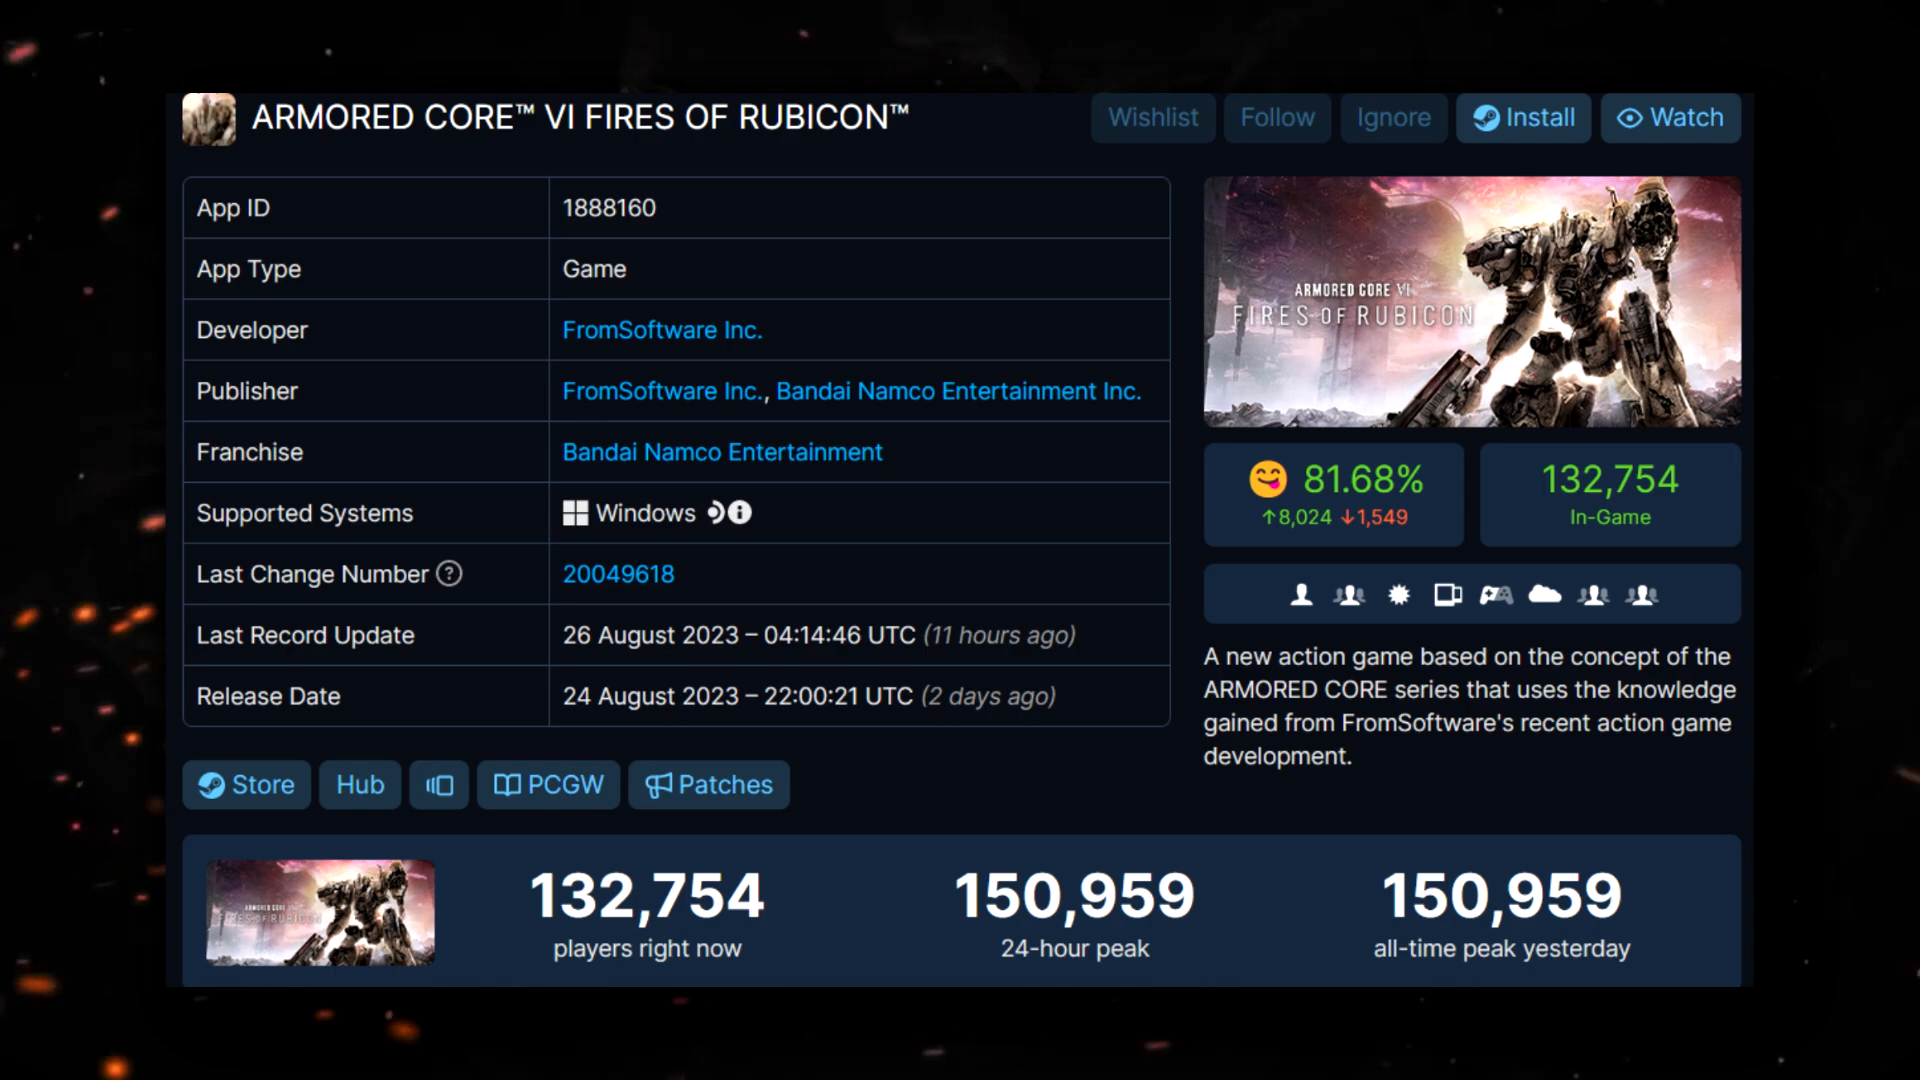 ARMORED CORE™ VI FIRES OF RUBICON™
Wishlist
Follow
Ignore
Install
Watch
App ID
1888160
App Type
Game
Developer
FromSoftware Inc.
Publisher
FromSoftware Inc., Bandai Namco Entertainment Inc.
Franchise
Bandai Namco Entertainment
Supported Systems
Windows
Last Change Number
20049618
Last Record Update
26 August 2023 – 04:14:46 UTC (11 hours ago)
Release Date
24 August 2023 – 22:00:21 UTC (2 days ago)
ARMORED CORE VI
FIRES OF RUBICON
81.68%
↑8,024 ↓1,549
132,754
In-Game
A new action game based on the concept of the
ARMORED CORE series that uses the knowledge
gained from FromSoftware's recent action game
development.
Store
Hub
PCGW
Patches
ARMORED CORE VI
FIRES OF RUBICON
132,754
players right now
150,959
24-hour peak
150,959
all-time peak yesterday